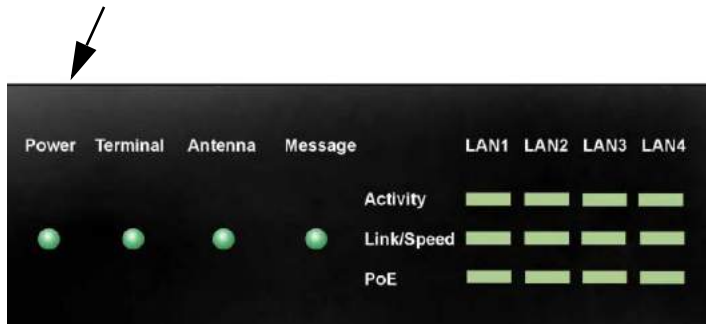 Power Terminal Antenna Message LAN1 LAN2 LAN3 LAN4
Activity
Link/Speed
PoE